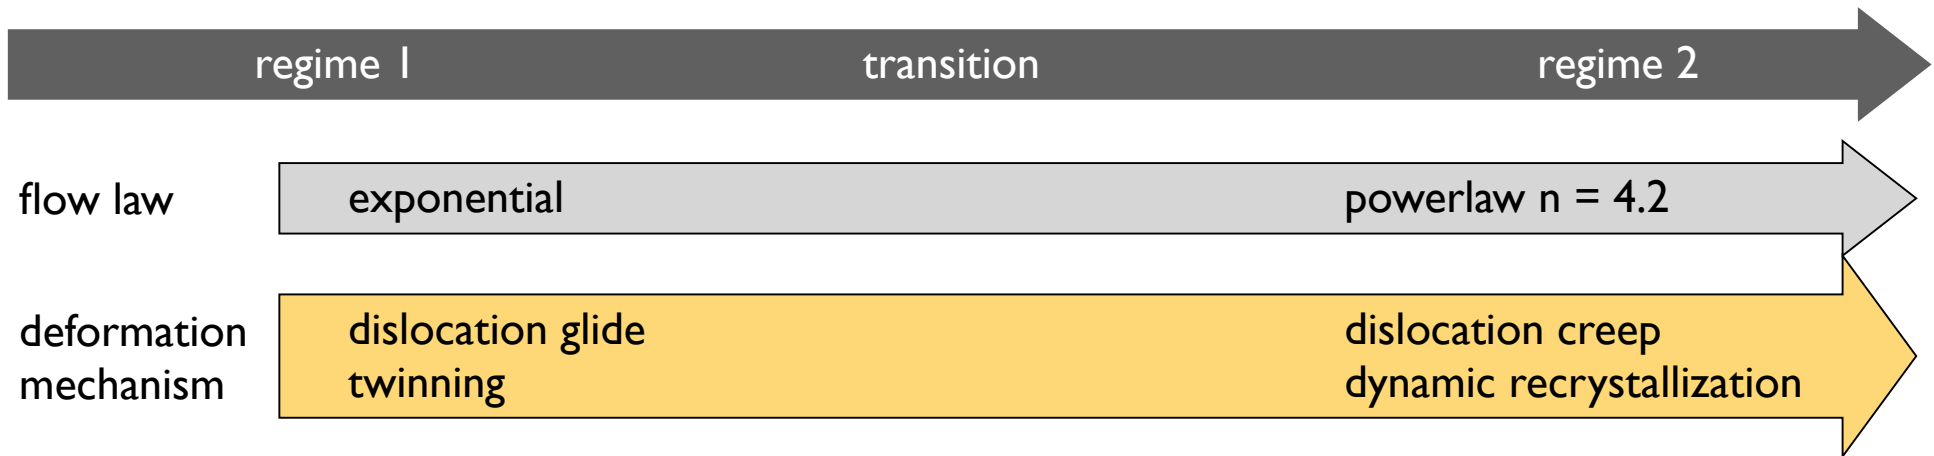 regime 1 transition regime 2
flow law exponential powerlaw n = 4.2
deformation dislocation glide dislocation creep
mechanism twinning dynamic recrystallization